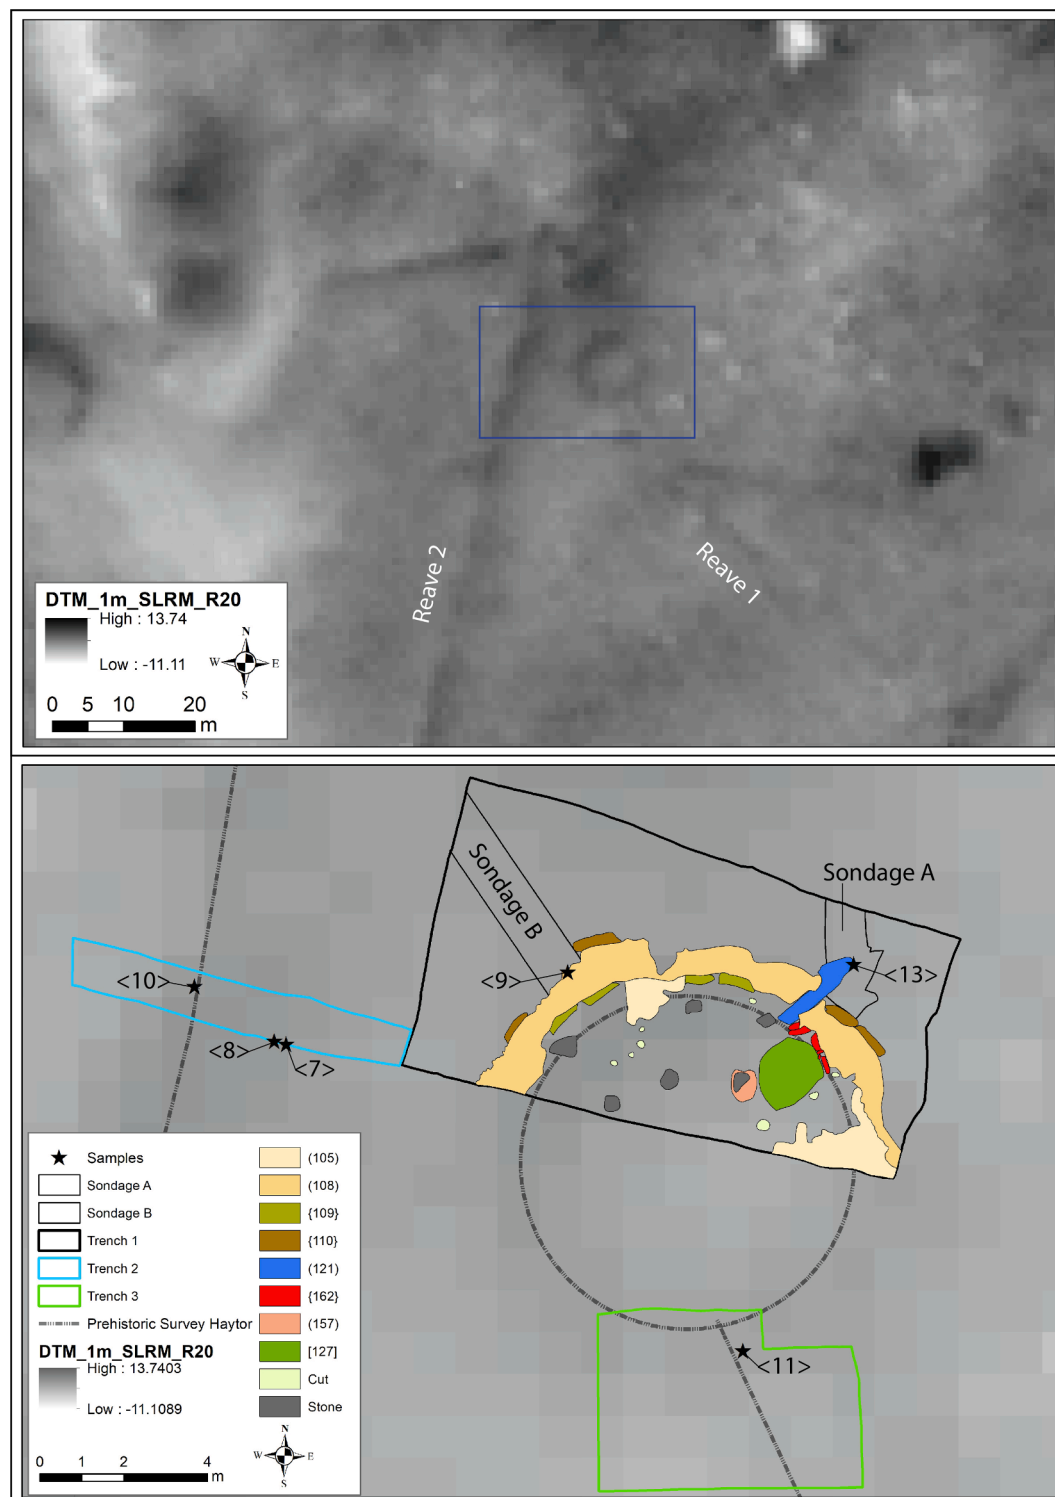 Reave 2
Reave 1
DTM_1m_SLRM_R20
High : 13.74
Low : -11.11
N
W E
S
0 5 10 20
m
Sondage B
Sondage A
<10>
<9>
<13>
<8>
<7>
<11>
Samples
Sondage A
Sondage B
Trench 1
Trench 2
Trench 3
Prehistoric Survey Haytor
DTM_1m_SLRM_R20
High : 13.7403
Low : -11.1089
0 1 2 4
m
(105)
(108)
{109}
{110}
(121)
{162}
(157)
[127]
Cut
Stone
N
W E
S